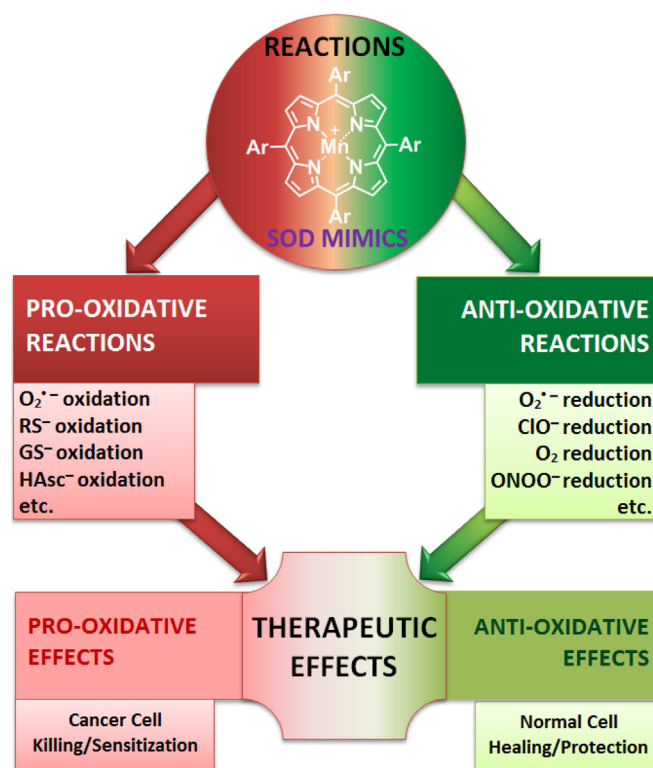 REACTIONS
Ar
N N
Ar Mn + Ar
N N
Ar
SOD MIMICS
PRO-OXIDATIVE
REACTIONS
O₂•⁻ oxidation
RS⁻ oxidation
GS⁻ oxidation
HAsc⁻ oxidation
etc.
ANTI-OXIDATIVE
REACTIONS
O₂•⁻ reduction
ClO⁻ reduction
O₂ reduction
ONOO⁻ reduction
etc.
PRO-OXIDATIVE
EFFECTS
Cancer Cell
Killing/Sensitization
THERAPEUTIC
EFFECTS
ANTI-OXIDATIVE
EFFECTS
Normal Cell
Healing/Protection